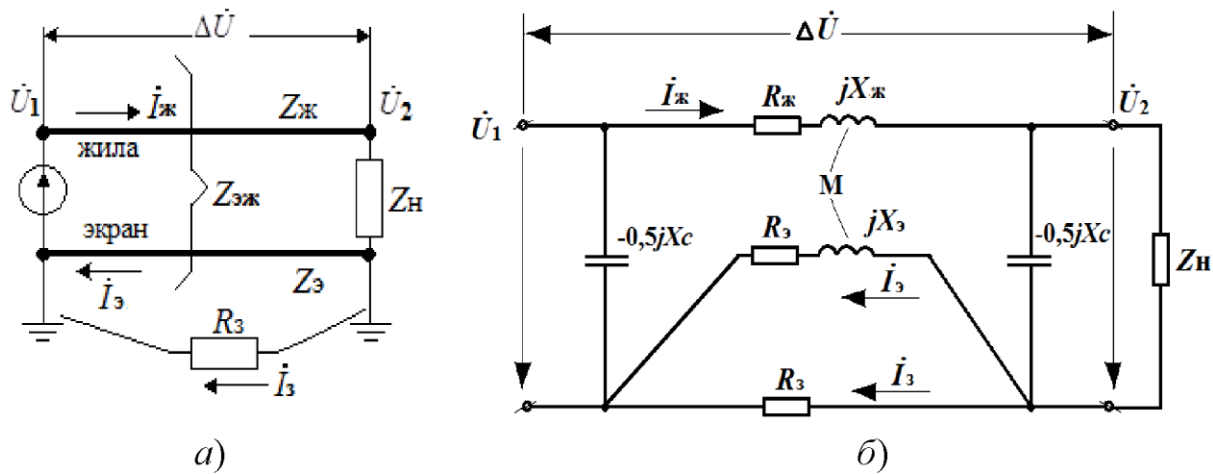 ΔU̇
U̇1
İж
Zж
U̇2
жила
Zэж
Zн
экран
İэ
Zэ
Rз
İз
а)
ΔU̇
U̇1
İж
Rж
jXж
U̇2
М
-0,5jXc
Rэ
jXэ
-0,5jXc
Zн
İэ
Rз
İз
б)